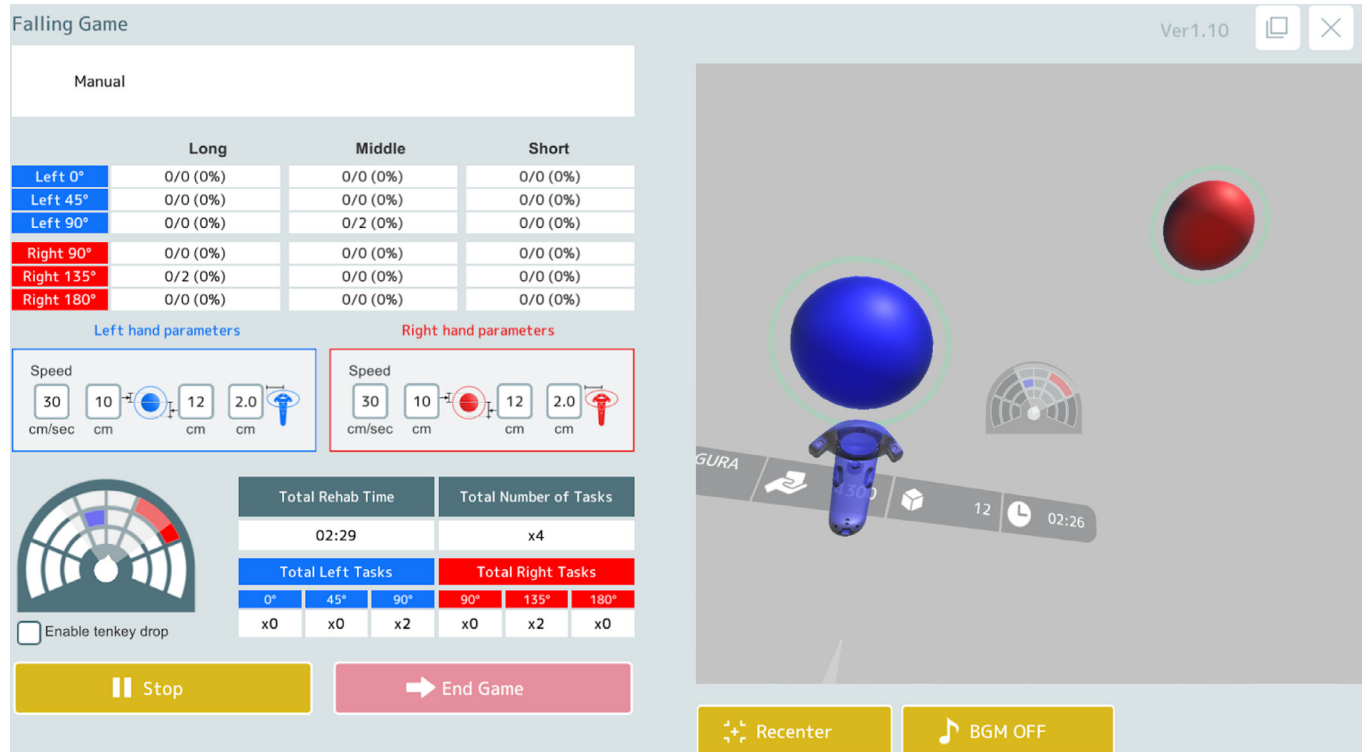 Falling Game
Ver1.10
Manual
Long Middle Short
Left 0° 0/0 (0%) 0/0 (0%) 0/0 (0%)
Left 45° 0/0 (0%) 0/0 (0%) 0/0 (0%)
Left 90° 0/0 (0%) 0/2 (0%) 0/0 (0%)
Right 90° 0/0 (0%) 0/0 (0%) 0/0 (0%)
Right 135° 0/2 (0%) 0/0 (0%) 0/0 (0%)
Right 180° 0/0 (0%) 0/0 (0%) 0/0 (0%)
Left hand parameters
Speed
30 10 12 2.0
cm/sec cm cm cm
Right hand parameters
Speed
30 10 12 2.0
cm/sec cm cm cm
Total Rehab Time Total Number of Tasks
02:29 x4
Total Left Tasks Total Right Tasks
0° 45° 90° 90° 135° 180°
x0 x0 x2 x0 x2 x0
Enable tenkey drop
Stop
End Game
GURA 4300 12 02:26
Recenter
BGM OFF